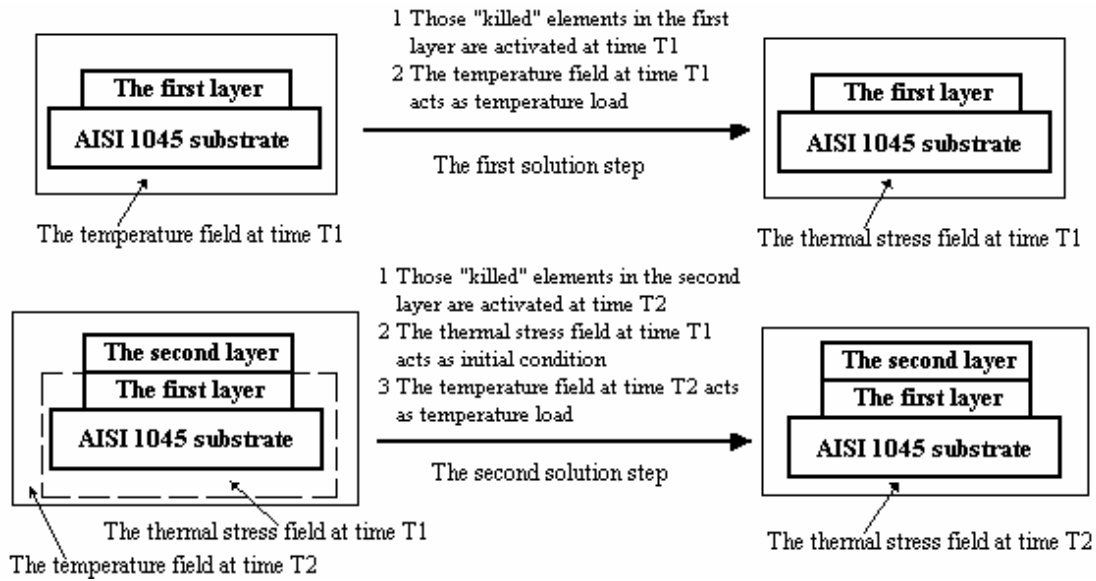 1 Those "killed" elements in the first
layer are activated at time T1
2 The temperature field at time T1
acts as temperature load
The first layer
AISI 1045 substrate
The first solution step
The first layer
AISI 1045 substrate
The temperature field at time T1
The thermal stress field at time T1
1 Those "killed" elements in the second
layer are activated at time T2
2 The thermal stress field at time T1
acts as initial condition
3 The temperature field at time T2 acts
as temperature load
The second layer
The first layer
AISI 1045 substrate
The second solution step
The second layer
The first layer
AISI 1045 substrate
The thermal stress field at time T1
The temperature field at time T2
The thermal stress field at time T2